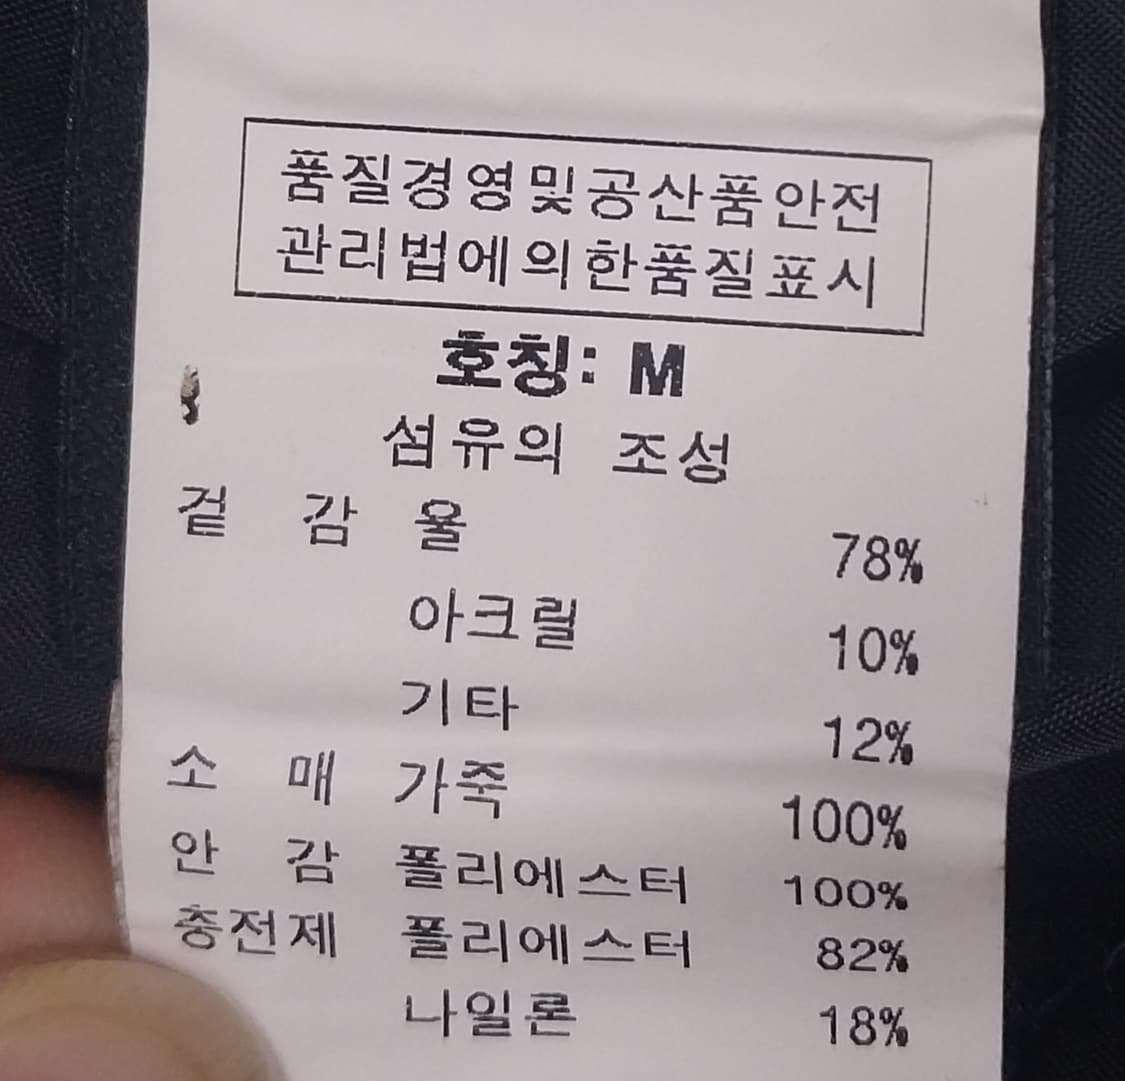 품질경영및공산품안전
관리법에의한품질표시
호칭: M
섬유의 조성
겉 감 울 78%
아크릴 10%
기타 12%
소 매 가죽 100%
안 감 폴리에스터 100%
충전제 폴리에스터 82%
나일론 18%